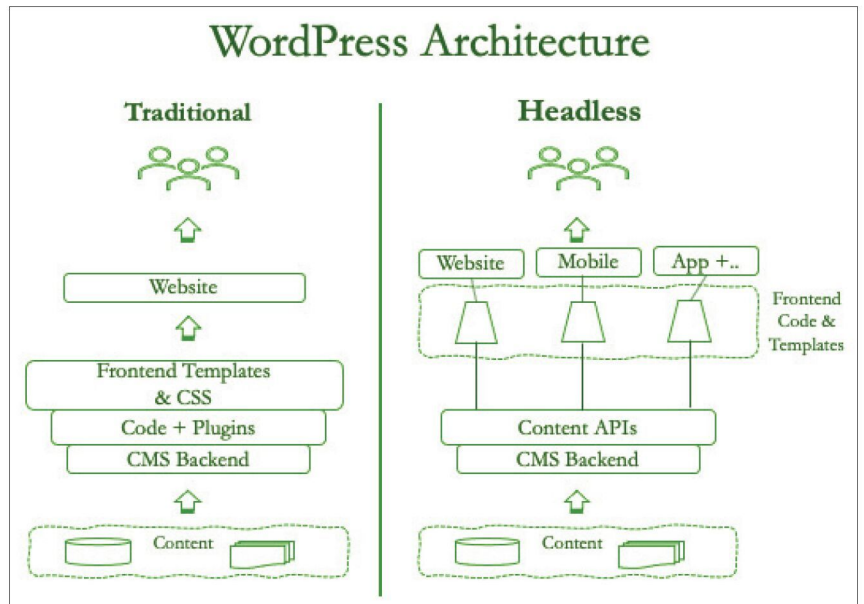 WordPress Architecture
Traditional
Website
Frontend Templates
& CSS
Code + Plugins
CMS Backend
Content
Headless
Website
Mobile
App +..
Frontend
Code &
Templates
Content APIs
CMS Backend
Content